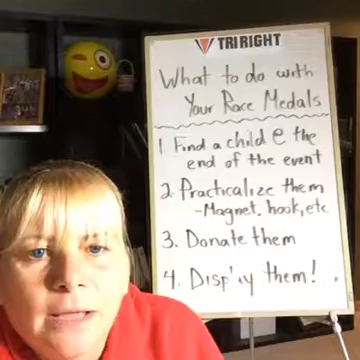 TRIRIGHT
What to do with
Your Race Medals
1 Find a child @ the
end of the event
2. Practicalize them
- Magnet, hook, etc
3. Donate them
4. Display them!